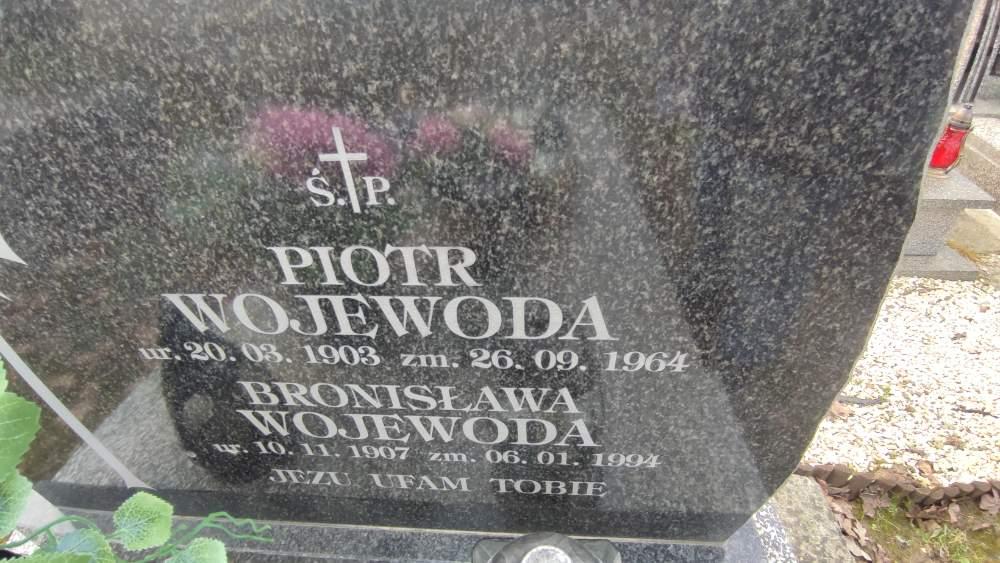 Ś. P.
PIOTR
WOJEWODA
ur. 20. 03. 1903 zm. 26. 09. 1964
BRONISŁAWA
WOJEWODA
ur. 10. 11. 1907 zm. 06. 01. 1994
JEZU UFAM TOBIE